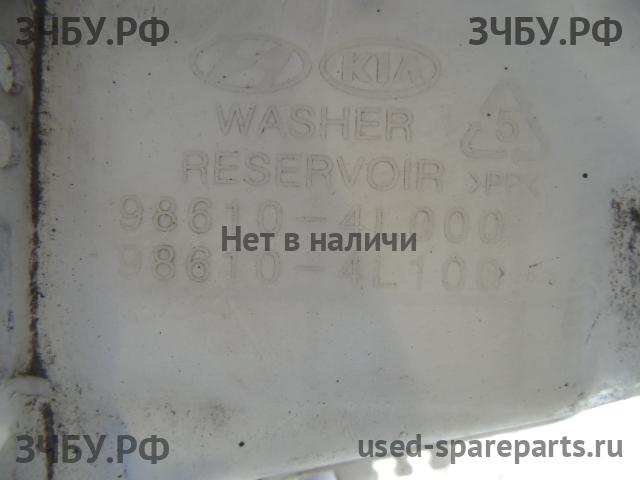 ЗЧБУ.РФ ЗЧБУ.РФ
KIA
WASHER 5
RESERVOIR >PP<
98610-4L000
Нет в наличии
98610-4L100
ЗЧБУ.РФ used-spareparts.ru